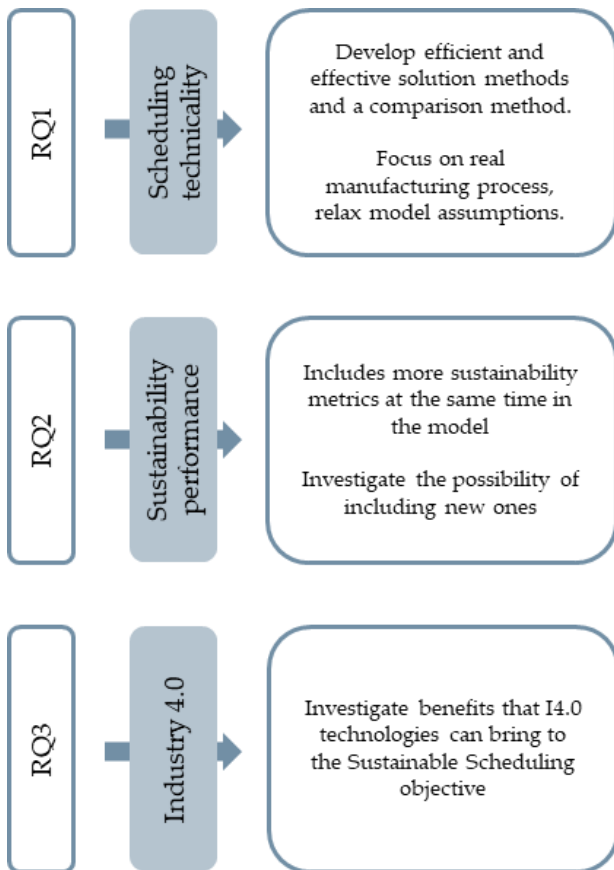 RQ1
Scheduling
technicality
Develop efficient and
effective solution methods
and a comparison method.
Focus on real
manufacturing process,
relax model assumptions.
RQ2
Sustainability
performance
Includes more sustainability
metrics at the same time in
the model
Investigate the possibility of
including new ones
RQ3
Industry 4.0
Investigate benefits that I4.0
technologies can bring to
the Sustainable Scheduling
objective